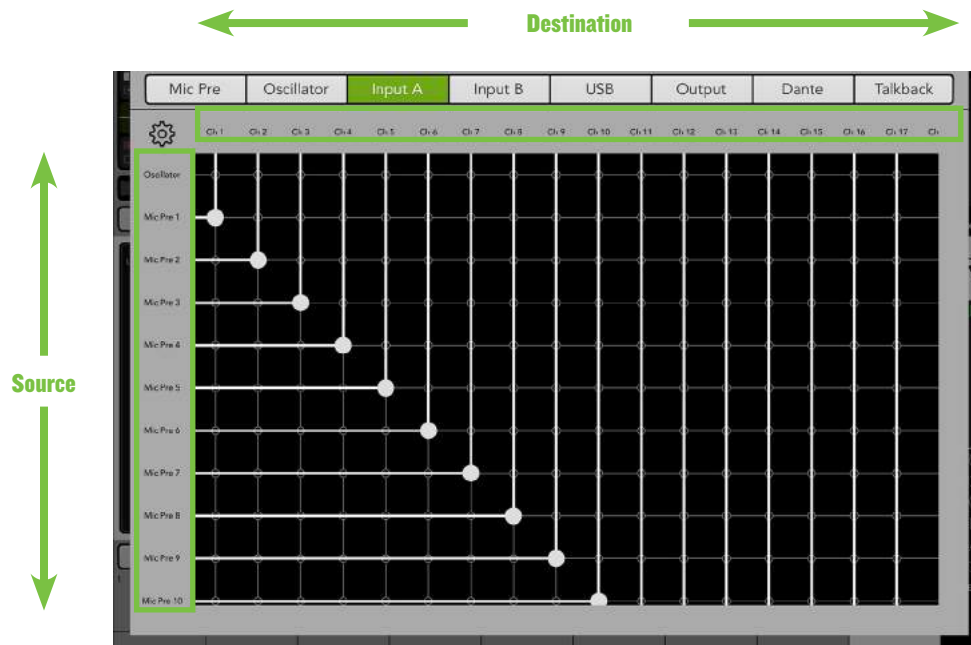 Destination
Mic Pre Oscillator Input A Input B USB Output Dante Talkback
Ch 1 Ch 2 Ch 3 Ch 4 Ch 5 Ch 6 Ch 7 Ch 8 Ch 9 Ch 10 Ch 11 Ch 12 Ch 13 Ch 14 Ch 15 Ch 16 Ch 17 Ch
Oscillator
Mic Pre 1
Mic Pre 2
Mic Pre 3
Mic Pre 4
Source
Mic Pre 5
Mic Pre 6
Mic Pre 7
Mic Pre 8
Mic Pre 9
Mic Pre 10